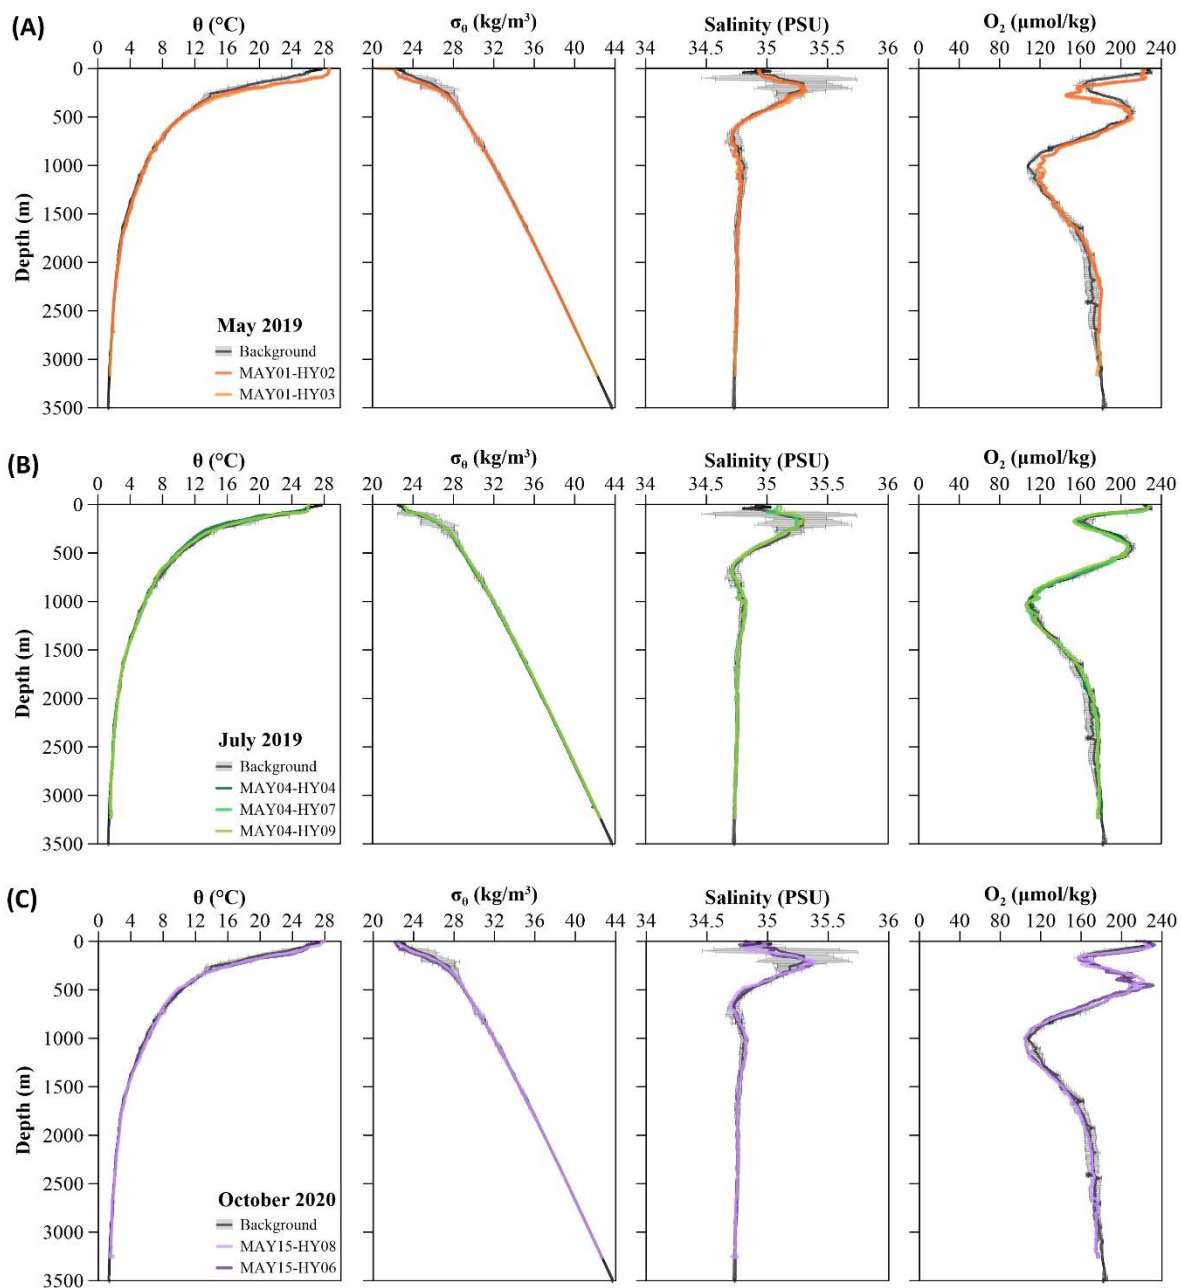 (A)
θ (°C)
σθ (kg/m³)
Salinity (PSU)
O₂ (µmol/kg)
0 4 8 12 16 20 24 28
20 24 28 32 36 40 44
34 34.5 35 35.5 36
0 40 80 120 160 200 240
Depth (m)
0
500
1000
1500
2000
2500
3000
3500
May 2019
Background
MAY01-HY02
MAY01-HY03
(B)
θ (°C)
σθ (kg/m³)
Salinity (PSU)
O₂ (µmol/kg)
0 4 8 12 16 20 24 28
20 24 28 32 36 40 44
34 34.5 35 35.5 36
0 40 80 120 160 200 240
Depth (m)
0
500
1000
1500
2000
2500
3000
3500
July 2019
Background
MAY04-HY04
MAY04-HY07
MAY04-HY09
(C)
θ (°C)
σθ (kg/m³)
Salinity (PSU)
O₂ (µmol/kg)
0 4 8 12 16 20 24 28
20 24 28 32 36 40 44
34 34.5 35 35.5 36
0 40 80 120 160 200 240
Depth (m)
0
500
1000
1500
2000
2500
3000
3500
October 2020
Background
MAY15-HY08
MAY15-HY06